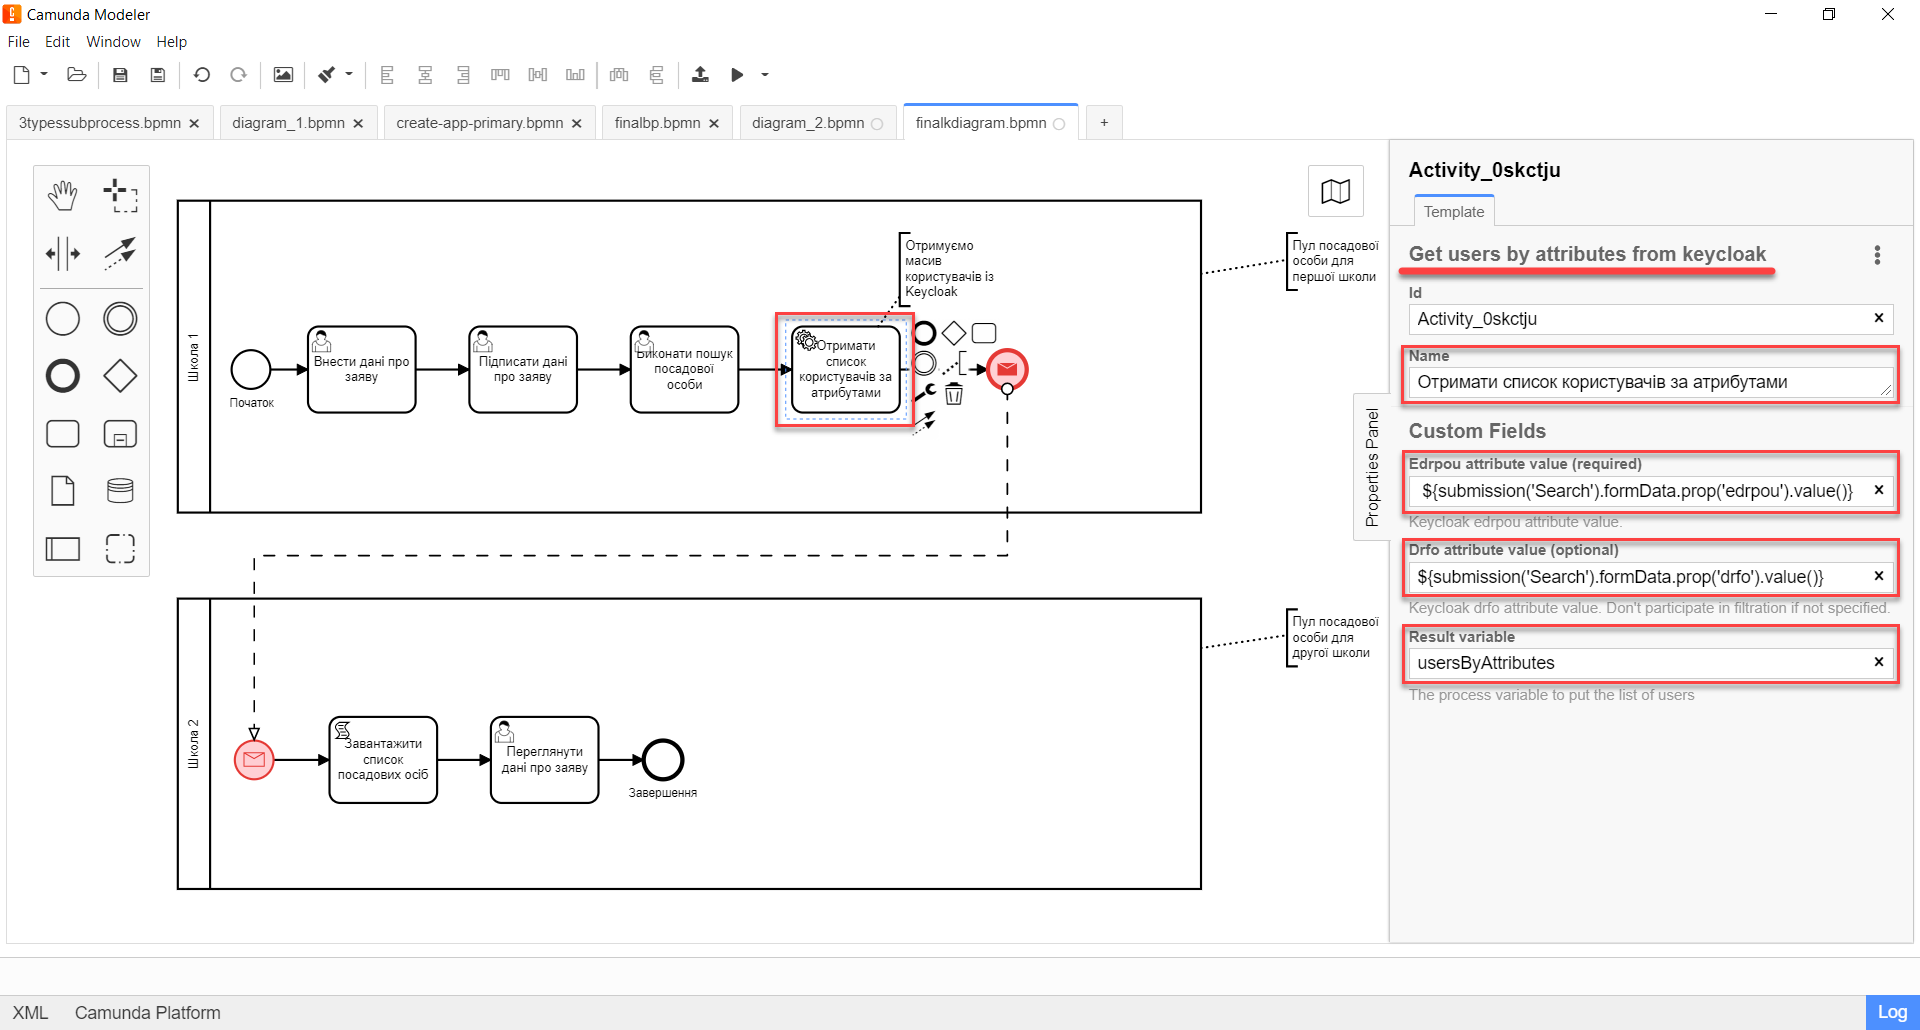 Camunda Modeler
File Edit Window Help
3typessubprocess.bpmn
diagram_1.bpmn
create-app-primary.bpmn
finalbp.bpmn
diagram_2.bpmn
finalkdiagram.bpmn
+
Школа 1
Початок
Внести дані про
заяву
Підписати дані
про заяву
Виконати пошук
посадової
особи
Отримати
список
користувачів за
атрибутами
Отримуємо
масив
користувачів із
Keycloak
Пул посадової
особи для
першої школи
Школа 2
Завантажити
список
посадових осіб
Переглянути
дані про заяву
Завершення
Пул посадової
особи для
другої школи
Properties Panel
Activity_0skctju
Template
Get users by attributes from keycloak
Id
Activity_0skctju
Name
Отримати список користувачів за атрибутами
Custom Fields
Edrpou attribute value (required)
${submission('Search').formData.prop('edrpou').value()}
Keycloak edrpou attribute value.
Drfo attribute value (optional)
${submission('Search').formData.prop('drfo').value()}
Keycloak drfo attribute value. Don't participate in filtration if not specified.
Result variable
usersByAttributes
The process variable to put the list of users
XML Camunda Platform
Log